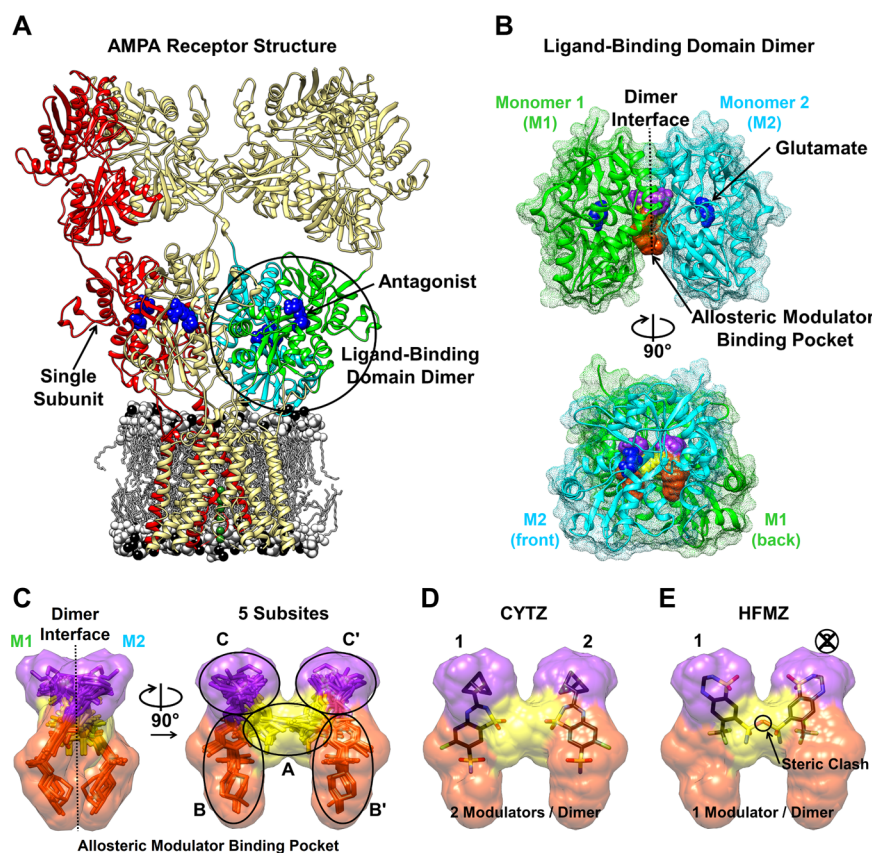 A
AMPA Receptor Structure
Antagonist
Ligand-Binding
Domain Dimer
Single
Subunit
B
Ligand-Binding Domain Dimer
Monomer 1
(M1)
Dimer
Interface
Monomer 2
(M2)
Glutamate
Allosteric Modulator
Binding Pocket
90°
M2
(front)
M1
(back)
C
Dimer
Interface
M1
M2
90°
5 Subsites
C
C'
A
B
B'
Allosteric Modulator Binding Pocket
D
CYTZ
1
2
2 Modulators / Dimer
E
HFMZ
1
2
Steric Clash
1 Modulator / Dimer